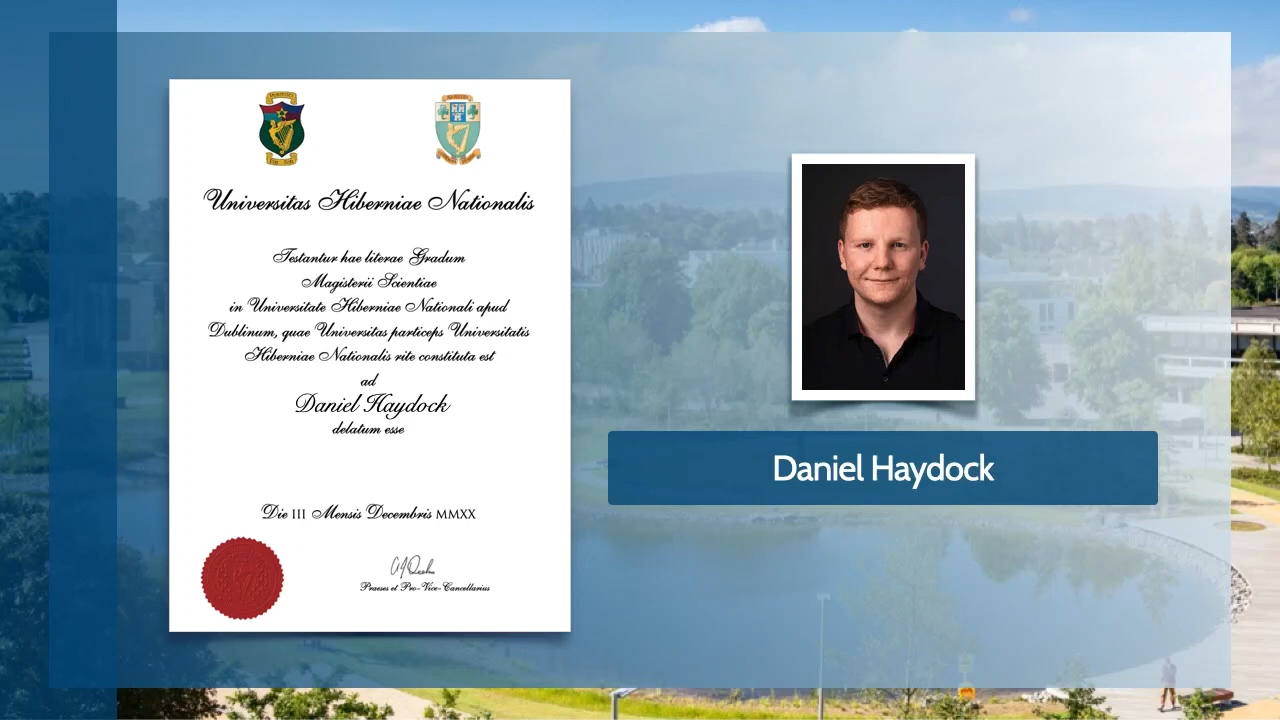 Universitas Hiberniae Nationalis
Testantur hae literae Gradum
Magisterii Scientiae
in Universitate Hiberniae Nationali apud
Dublinum, quae Universitas particeps Universitatis
Hiberniae Nationalis rite constituta est
ad
Daniel Haydock
delatum esse
Die III Mensis Decembris MMXX
Praeses et Pro-Vice-Cancellarius
Daniel Haydock